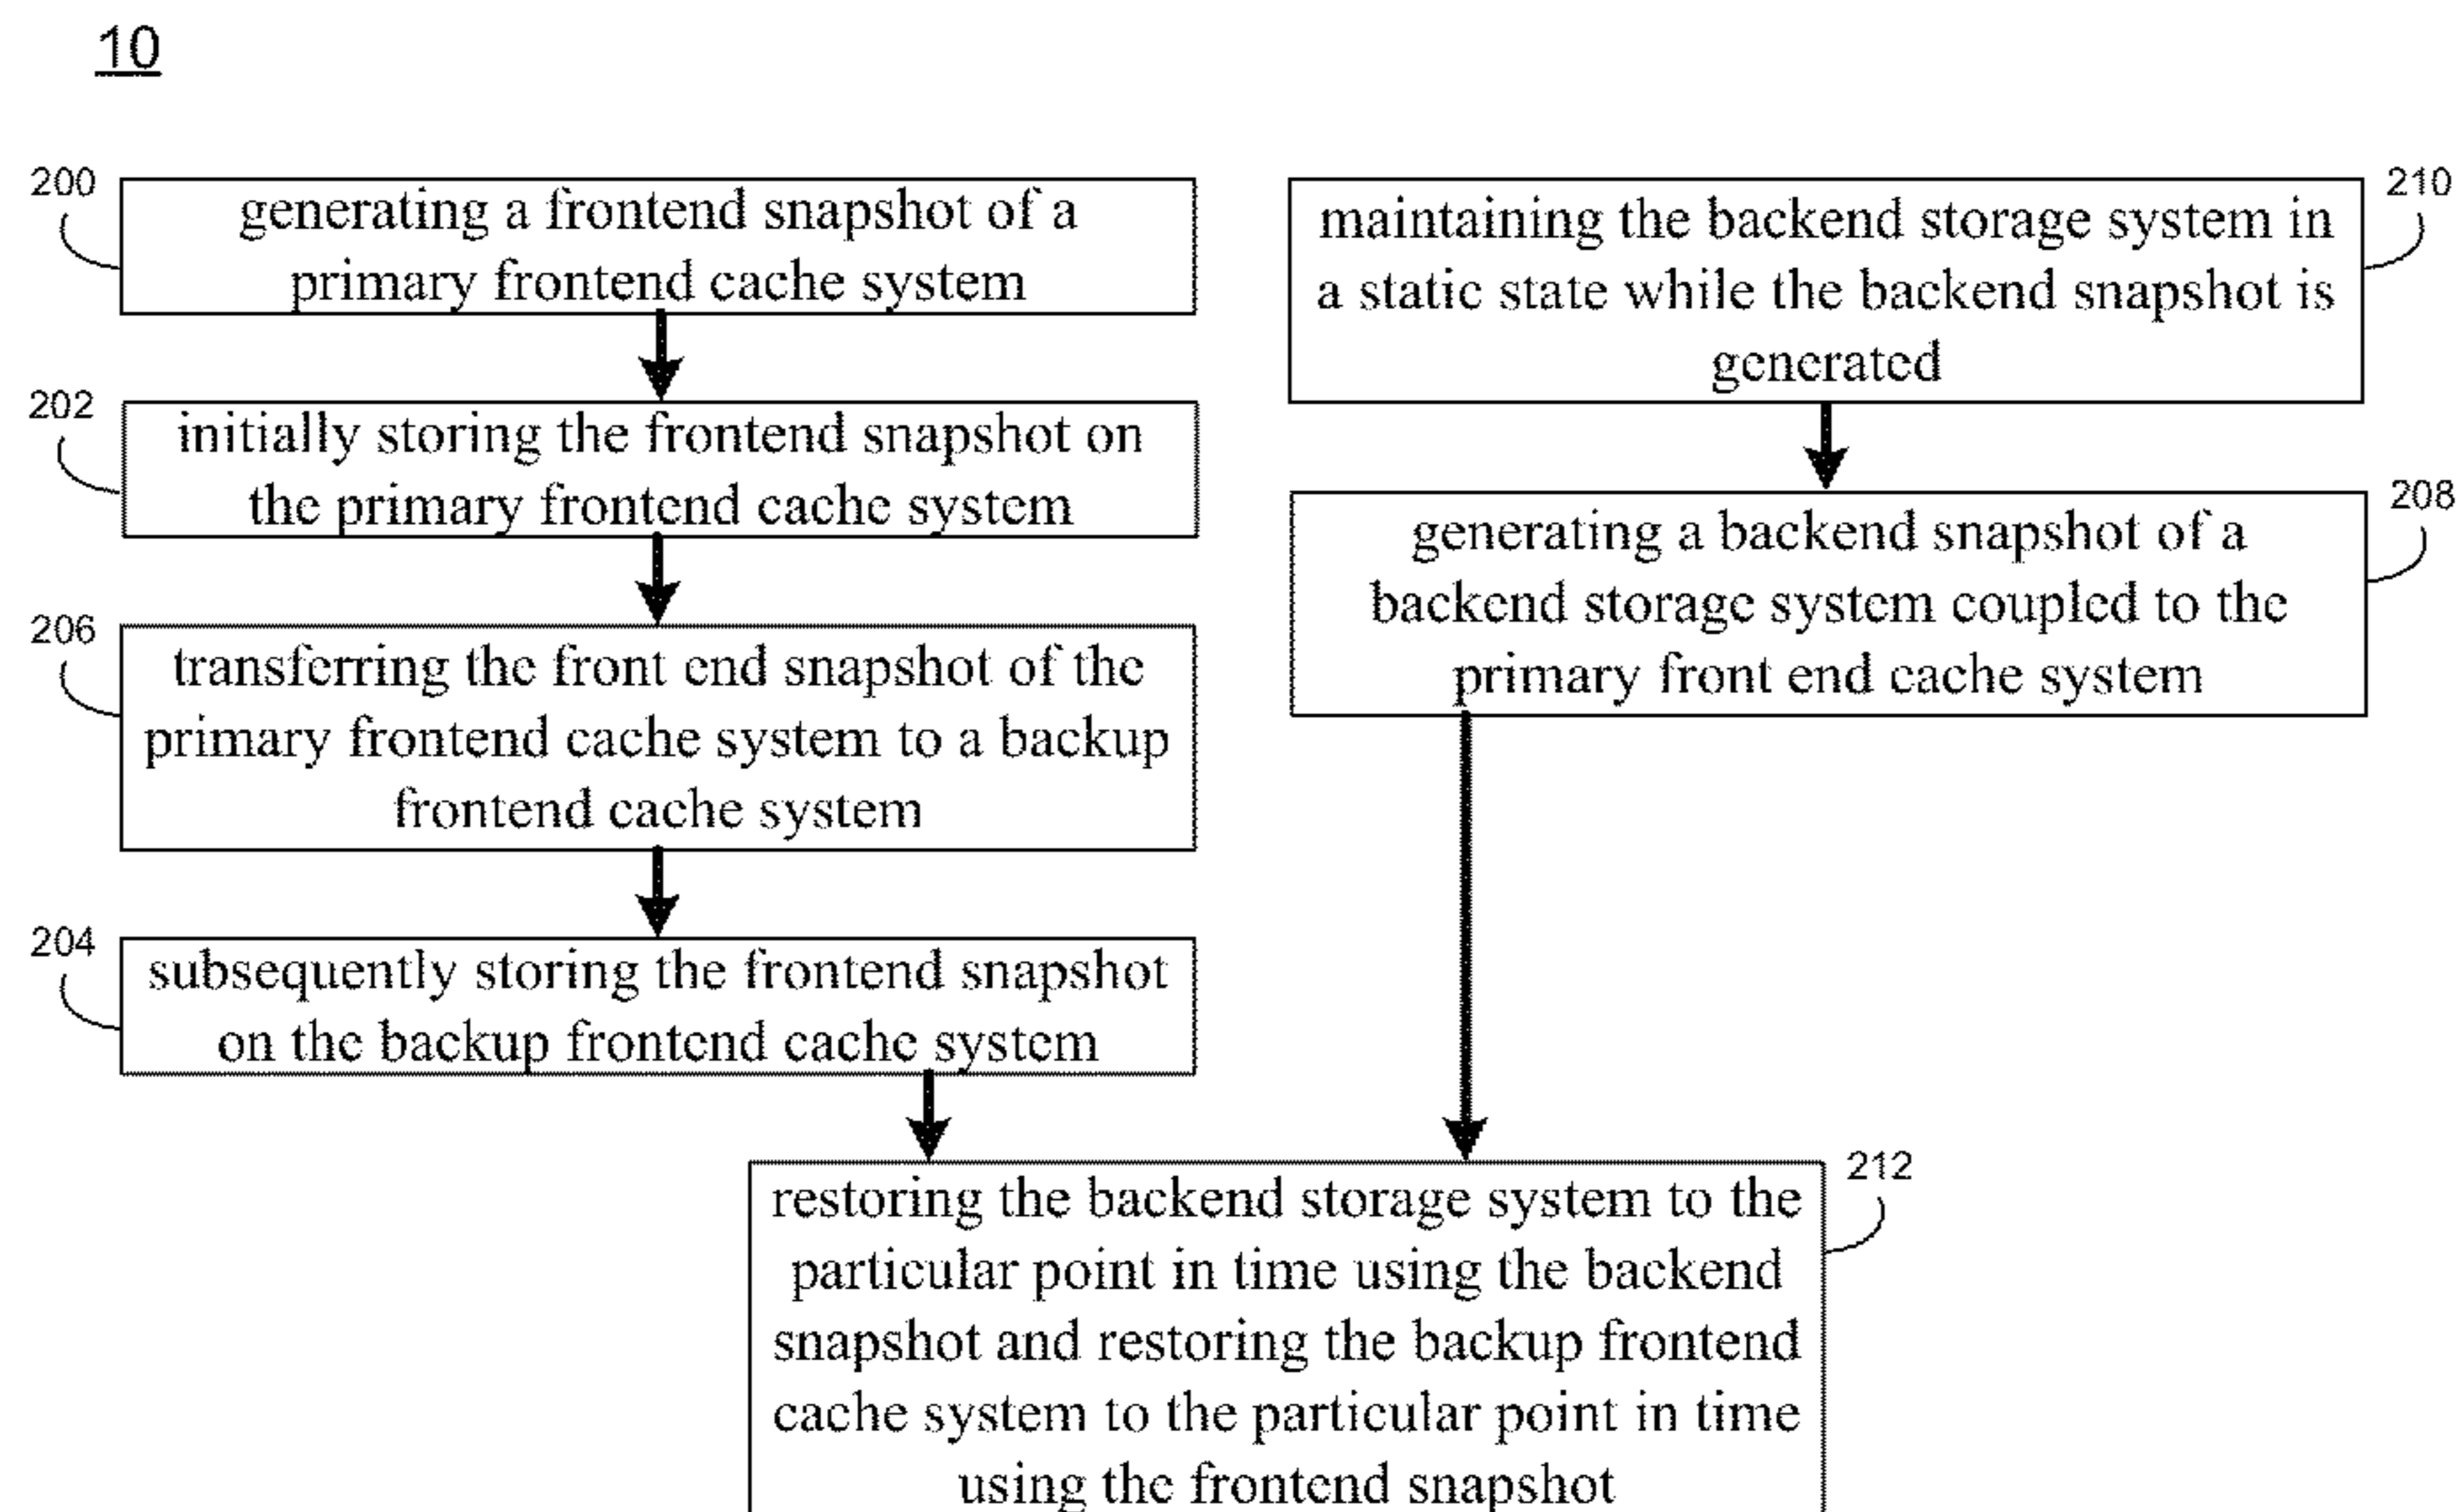 10
200
generating a frontend snapshot of a
primary frontend cache system
202
initially storing the frontend snapshot on
the primary frontend cache system
206
transferring the front end snapshot of the
primary frontend cache system to a backup
frontend cache system
204
subsequently storing the frontend snapshot
on the backup frontend cache system
210
maintaining the backend storage system in
a static state while the backend snapshot is
generated
208
generating a backend snapshot of a
backend storage system coupled to the
primary front end cache system
212
restoring the backend storage system to the
particular point in time using the backend
snapshot and restoring the backup frontend
cache system to the particular point in time
using the frontend snapshot